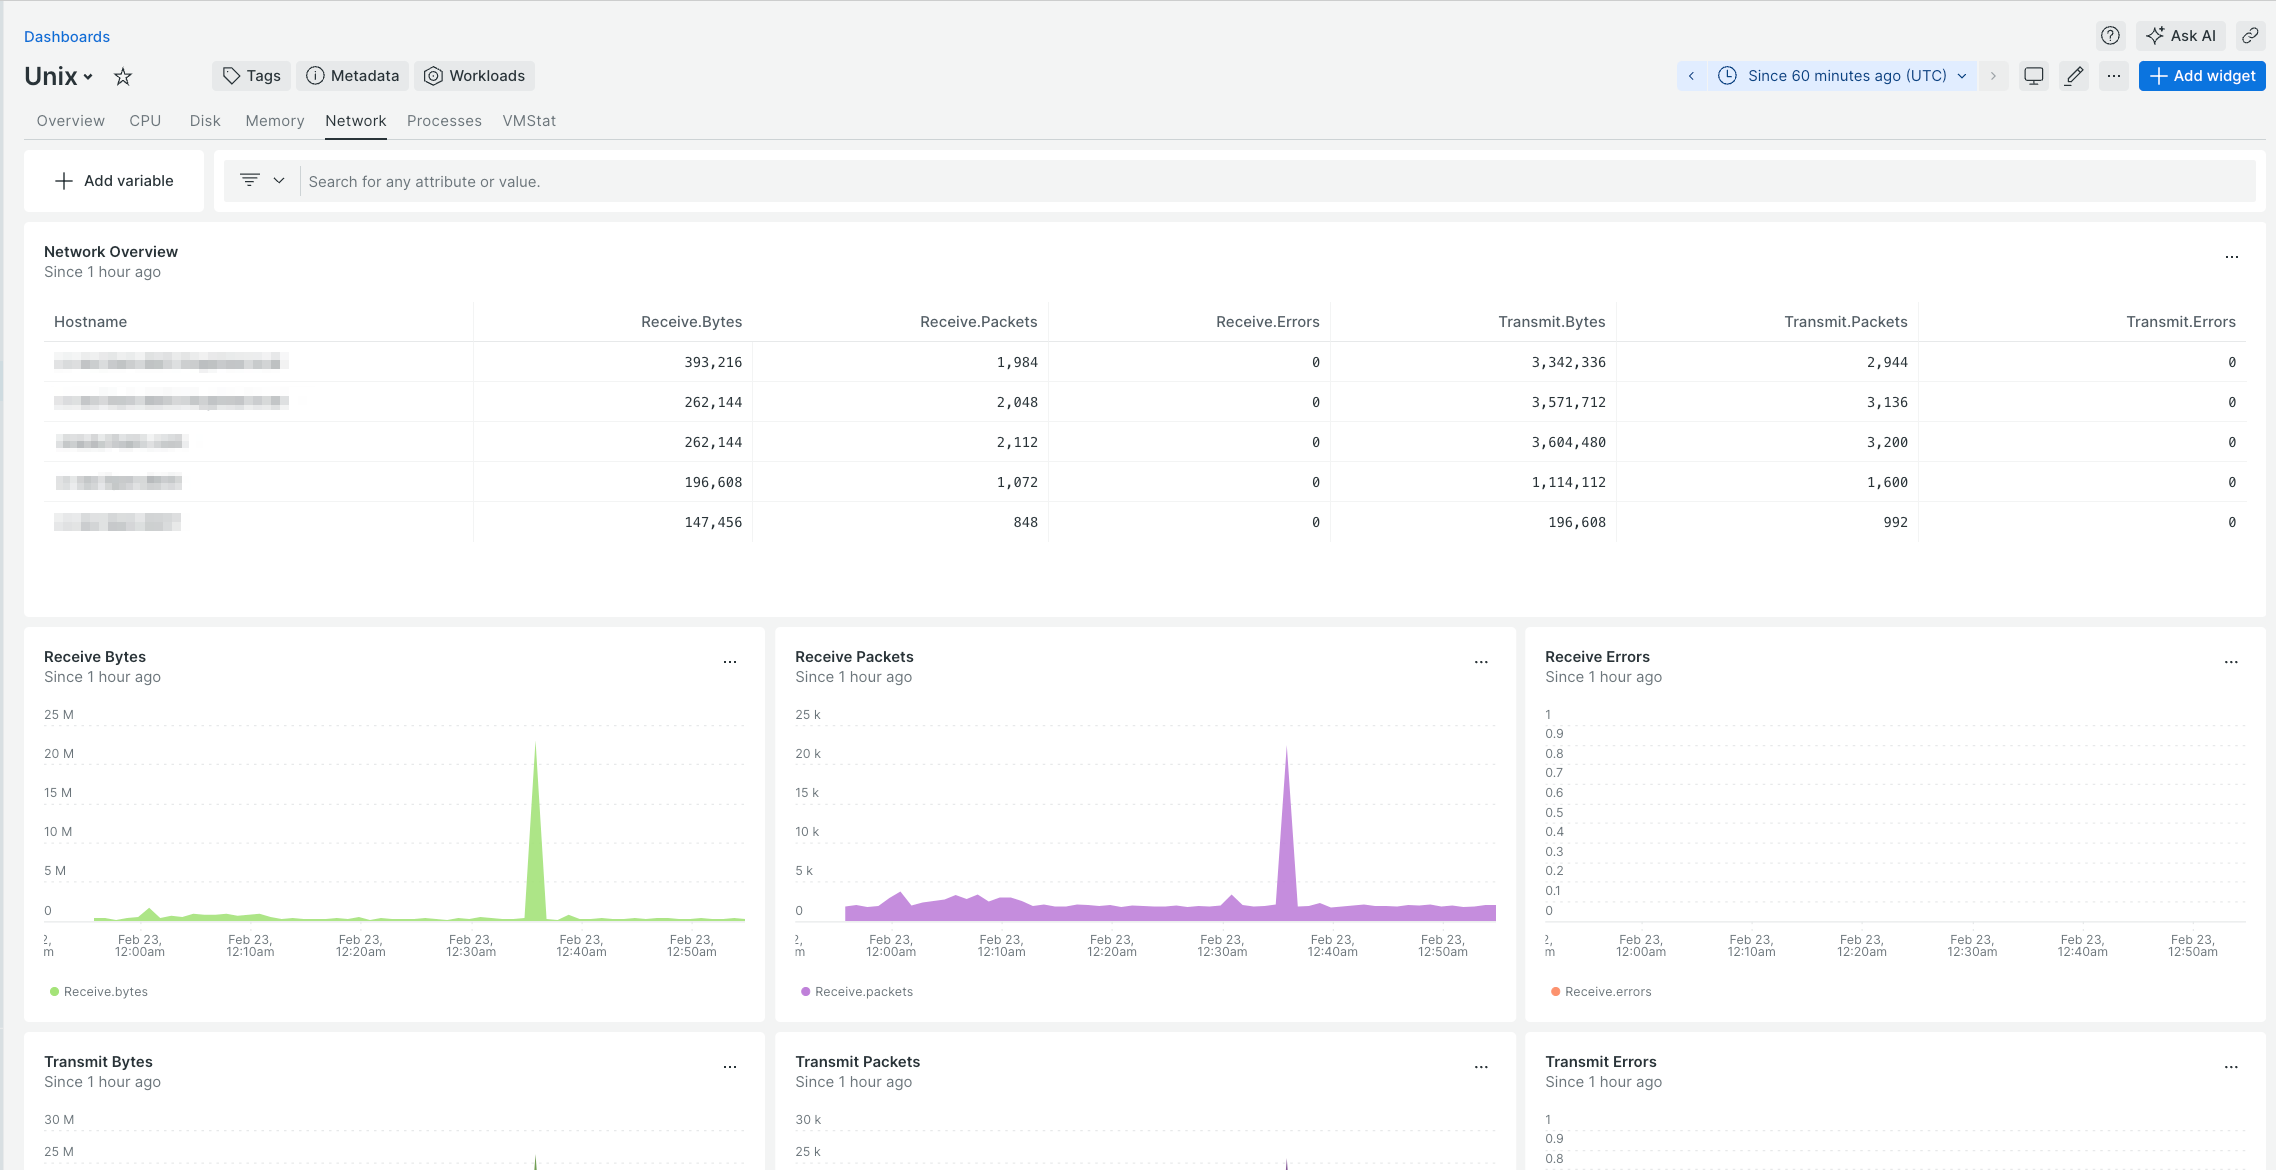 Dashboards
Ask AI
Unix
Tags
Metadata
Workloads
Since 60 minutes ago (UTC)
Add widget
Overview CPU Disk Memory Network Processes VMStat
Add variable
Search for any attribute or value.
Network Overview
Since 1 hour ago
Hostname Receive.Bytes Receive.Packets Receive.Errors Transmit.Bytes Transmit.Packets Transmit.Errors
393,216 1,984 0 3,342,336 2,944 0
262,144 2,048 0 3,571,712 3,136 0
262,144 2,112 0 3,604,480 3,200 0
196,608 1,072 0 1,114,112 1,600 0
147,456 848 0 196,608 992 0
Receive Bytes
Since 1 hour ago
25 M
20 M
15 M
10 M
5 M
0
2, Feb 23, Feb 23, Feb 23, Feb 23, Feb 23, Feb 23,
m 12:00am 12:10am 12:20am 12:30am 12:40am 12:50am
Receive.bytes
Receive Packets
Since 1 hour ago
25 k
20 k
15 k
10 k
5 k
0
2, Feb 23, Feb 23, Feb 23, Feb 23, Feb 23, Feb 23,
m 12:00am 12:10am 12:20am 12:30am 12:40am 12:50am
Receive.packets
Receive Errors
Since 1 hour ago
1
0.9
0.8
0.7
0.6
0.5
0.4
0.3
0.2
0.1
0
2, Feb 23, Feb 23, Feb 23, Feb 23, Feb 23, Feb 23,
m 12:00am 12:10am 12:20am 12:30am 12:40am 12:50am
Receive.errors
Transmit Bytes
Since 1 hour ago
30 M
25 M
Transmit Packets
Since 1 hour ago
30 k
25 k
Transmit Errors
Since 1 hour ago
1
0.9
0.8